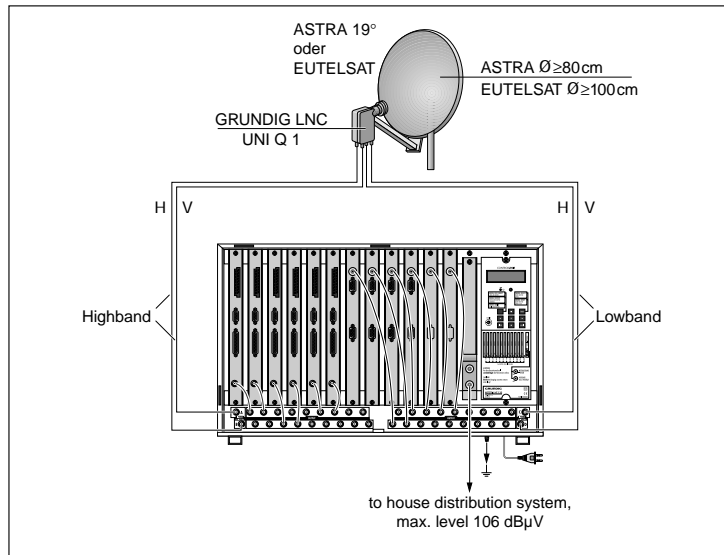 ASTRA 19°
oder
EUTELSAT
ASTRA Ø≥80cm
EUTELSAT Ø≥100cm
GRUNDIG LNC
UNI Q 1
H V
H V
Highband
Lowband
to house distribution system,
max. level 106 dBµV